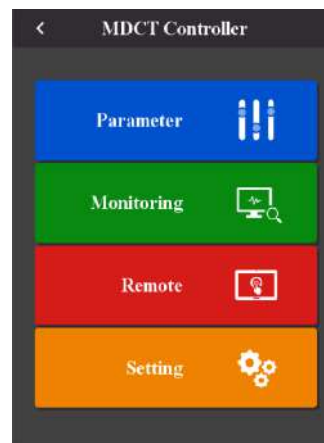 MDCT Controller
Parameter
Monitoring
Remote
Setting